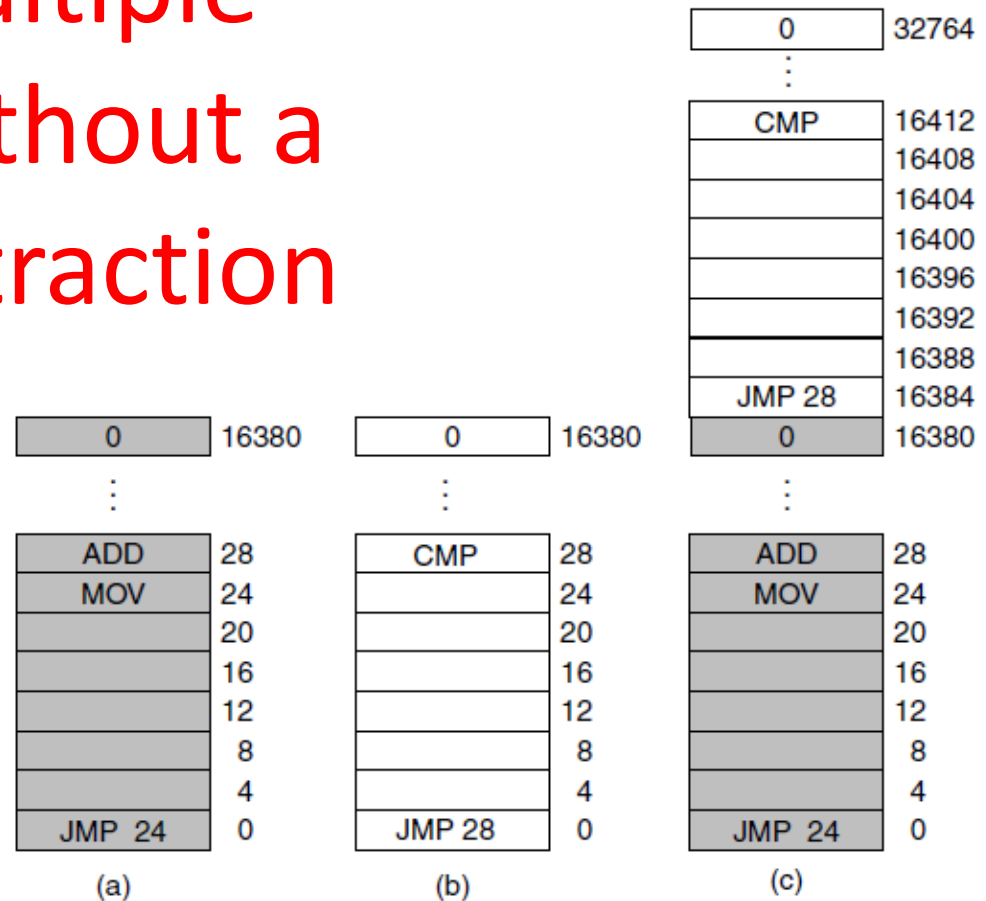 ultiple
thout a
traction
0 32764
⋮
CMP 16412
16408
16404
16400
16396
16392
16388
JMP 28 16384
0 16380 0 16380 0 16380
⋮ ⋮ ⋮
ADD 28 CMP 28 ADD 28
MOV 24 24 MOV 24
20 20 20
16 16 16
12 12 12
8 8 8
4 4 4
JMP 24 0 JMP 28 0 JMP 24 0
(a) (b) (c)